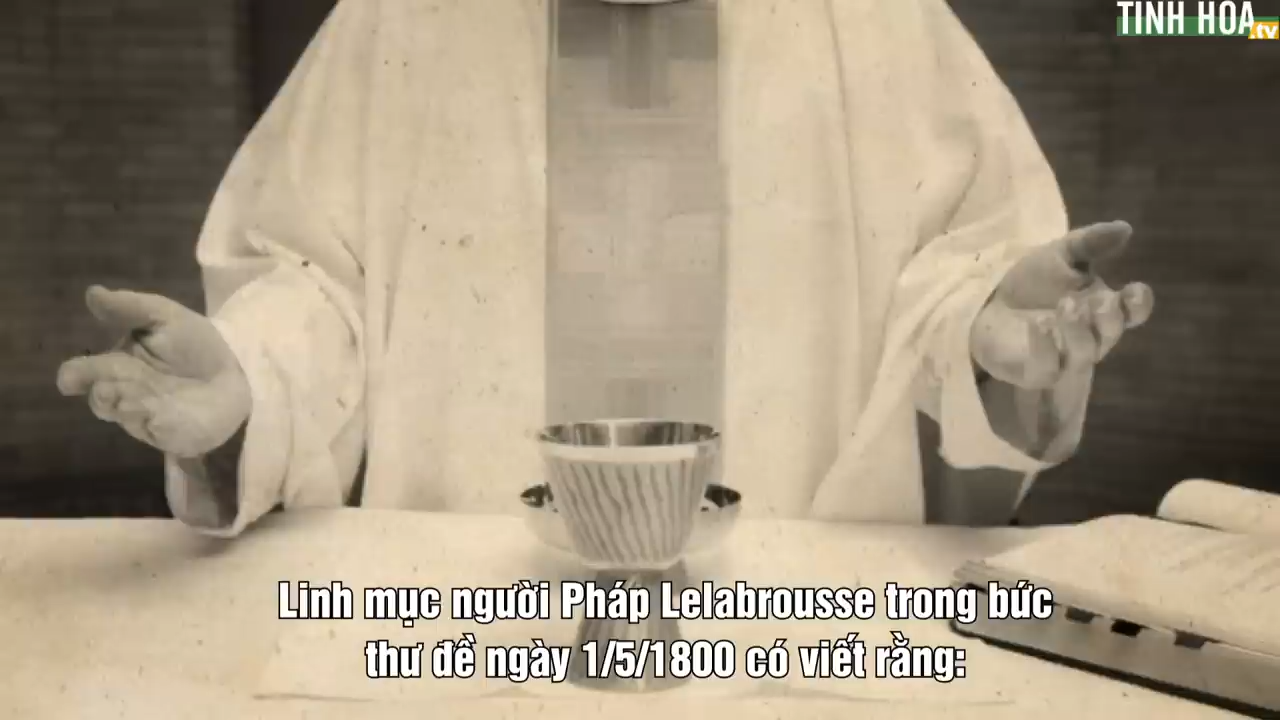 TINH HOA
.tv
Linh mục người Pháp Lelabrousse trong bức
thư đề ngày 1/5/1800 có viết rằng: